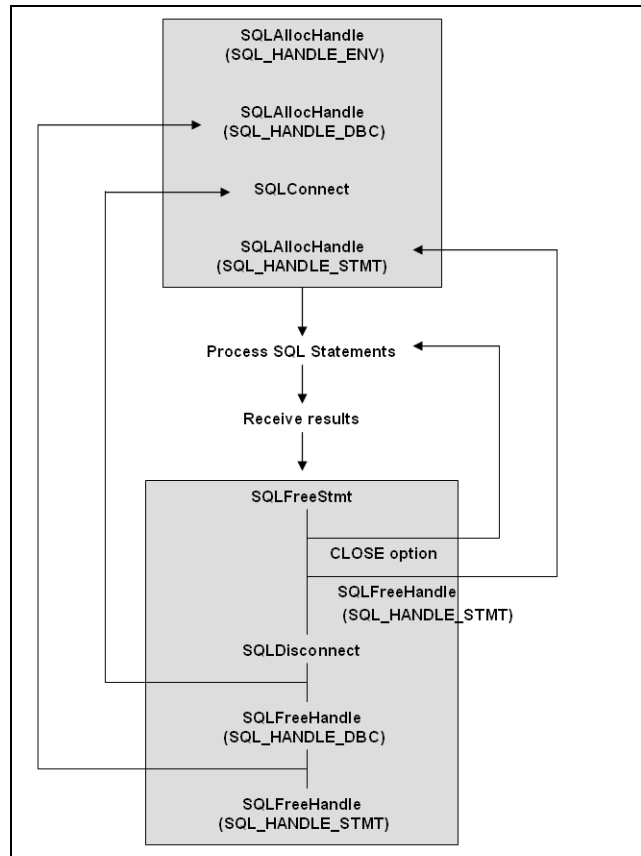 SQLAllocHandle
(SQL_HANDLE_ENV)
SQLAllocHandle
(SQL_HANDLE_DBC)
SQLConnect
SQLAllocHandle
(SQL_HANDLE_STMT)
Process SQL Statements
Receive results
SQLFreeStmt
CLOSE option
SQLFreeHandle
(SQL_HANDLE_STMT)
SQLDisconnect
SQLFreeHandle
(SQL_HANDLE_DBC)
SQLFreeHandle
(SQL_HANDLE_STMT)